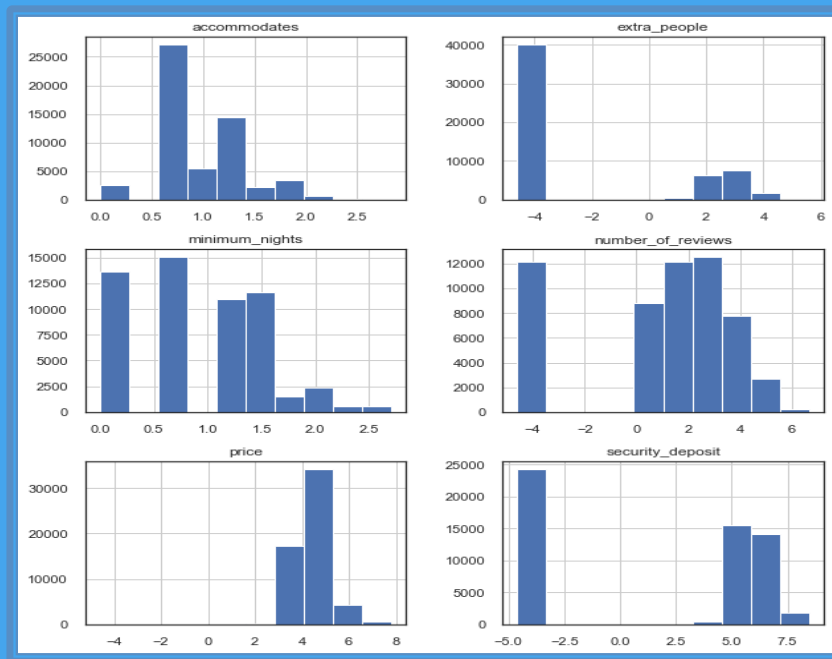 accommodates
extra_people
25000
20000
15000
10000
5000
0
0.0 0.5 1.0 1.5 2.0 2.5
40000
30000
20000
10000
0
−4 −2 0 2 4 6
minimum_nights
number_of_reviews
15000
12500
10000
7500
5000
2500
0
0.0 0.5 1.0 1.5 2.0 2.5
12000
10000
8000
6000
4000
2000
0
−4 −2 0 2 4 6
price
security_deposit
30000
20000
10000
0
−4 −2 0 2 4 6 8
25000
20000
15000
10000
5000
0
−5.0 −2.5 0.0 2.5 5.0 7.5